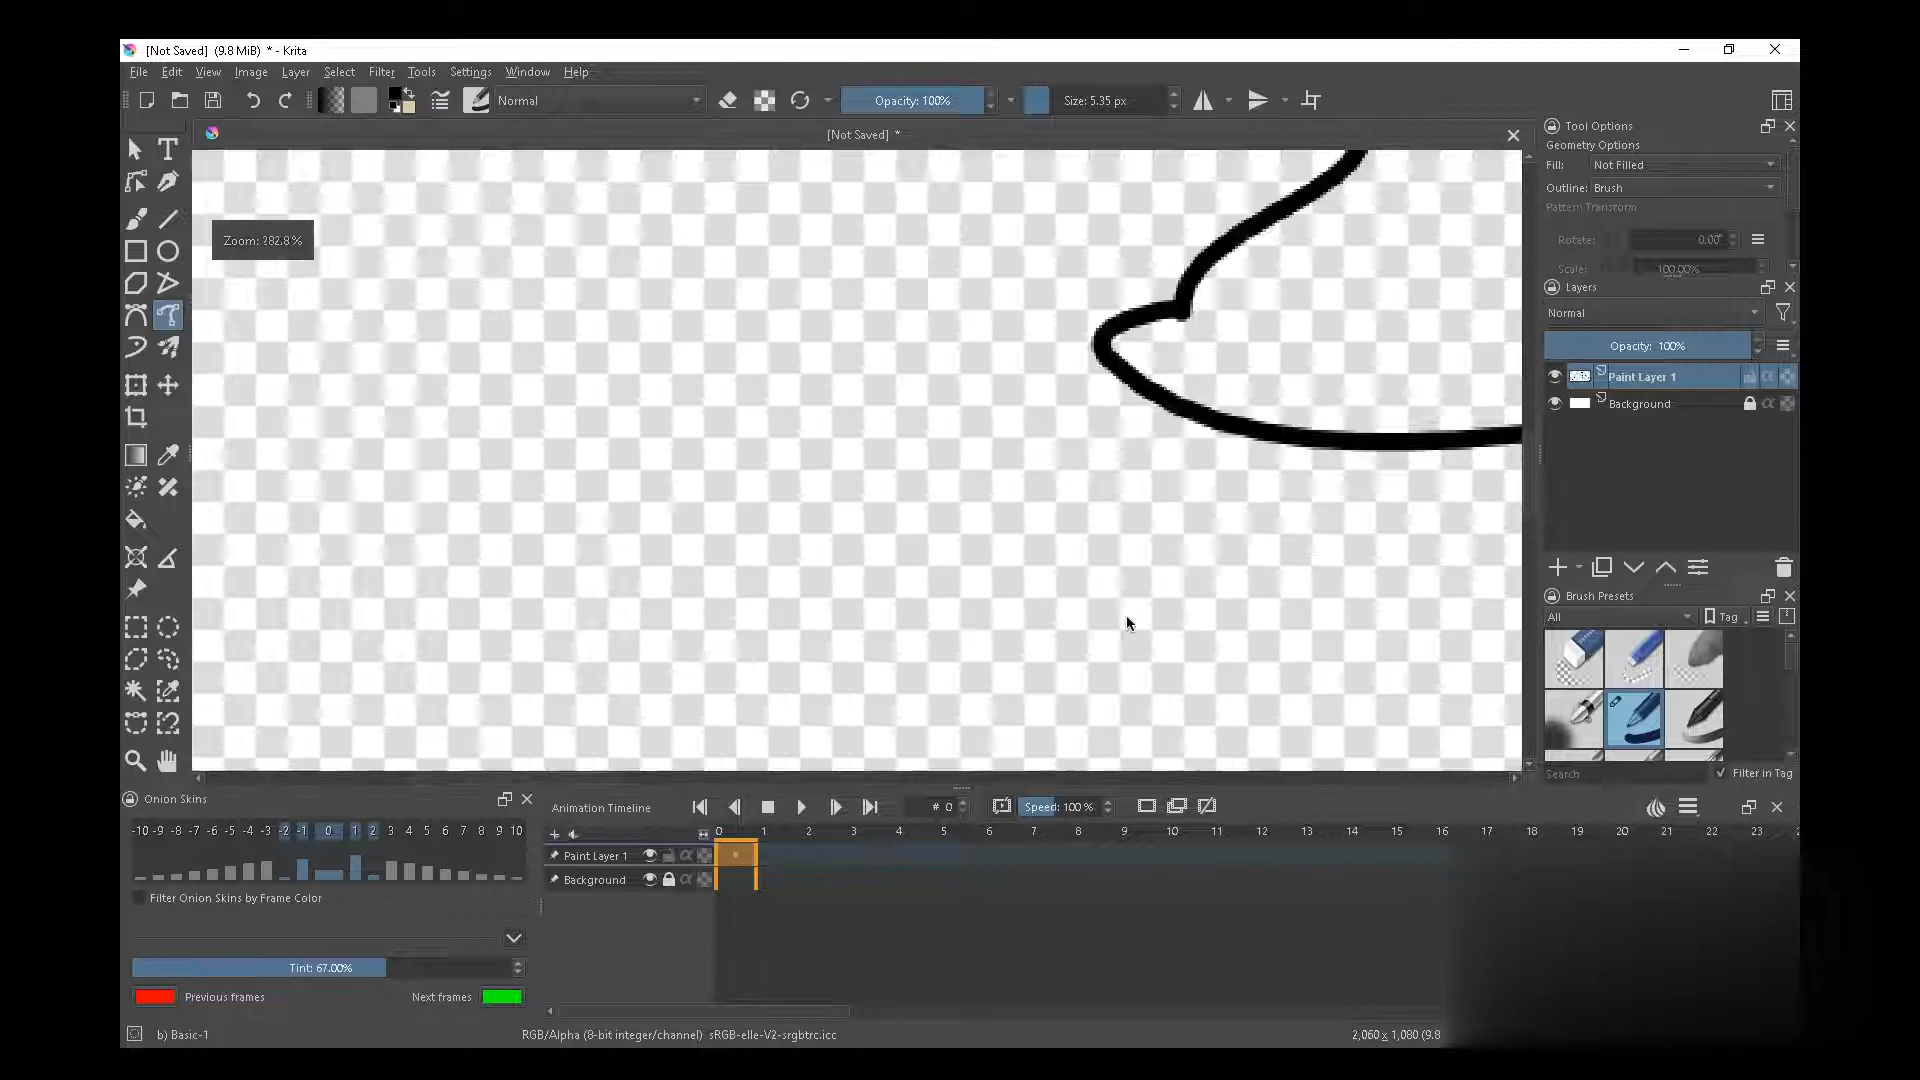 [Not Saved] (9.8 MiB) * - Krita
File Edit View Image Layer Select Filter Tools Settings Window Help
Normal Opacity: 100% Size: 5.35 px
[Not Saved] *
Zoom: 282.8%
Tool Options
Geometry Options
Fill: Not Filled
Outline: Brush
Pattern Transform
Rotate: 0.00°
Scale: 100.00%
Layers
Normal
Opacity: 100%
Paint Layer 1
Background
Brush Presets
All Tag
Search Filter in Tag
Onion Skins
-10 -9 -8 -7 -6 -5 -4 -3 -2 -1 0 1 2 3 4 5 6 7 8 9 10
Filter Onion Skins by Frame Color
Tint: 67.00%
Previous frames Next frames
Animation Timeline # 0 Speed: 100 %
0 1 2 3 4 5 6 7 8 9 10 11 12 13 14 15 16 17 18 19 20 21 22 23
Paint Layer 1
Background
b) Basic-1 RGB/Alpha (8-bit integer/channel) sRGB-elle-V2-srgbtrc.icc 2,060 x 1,080 (9.8